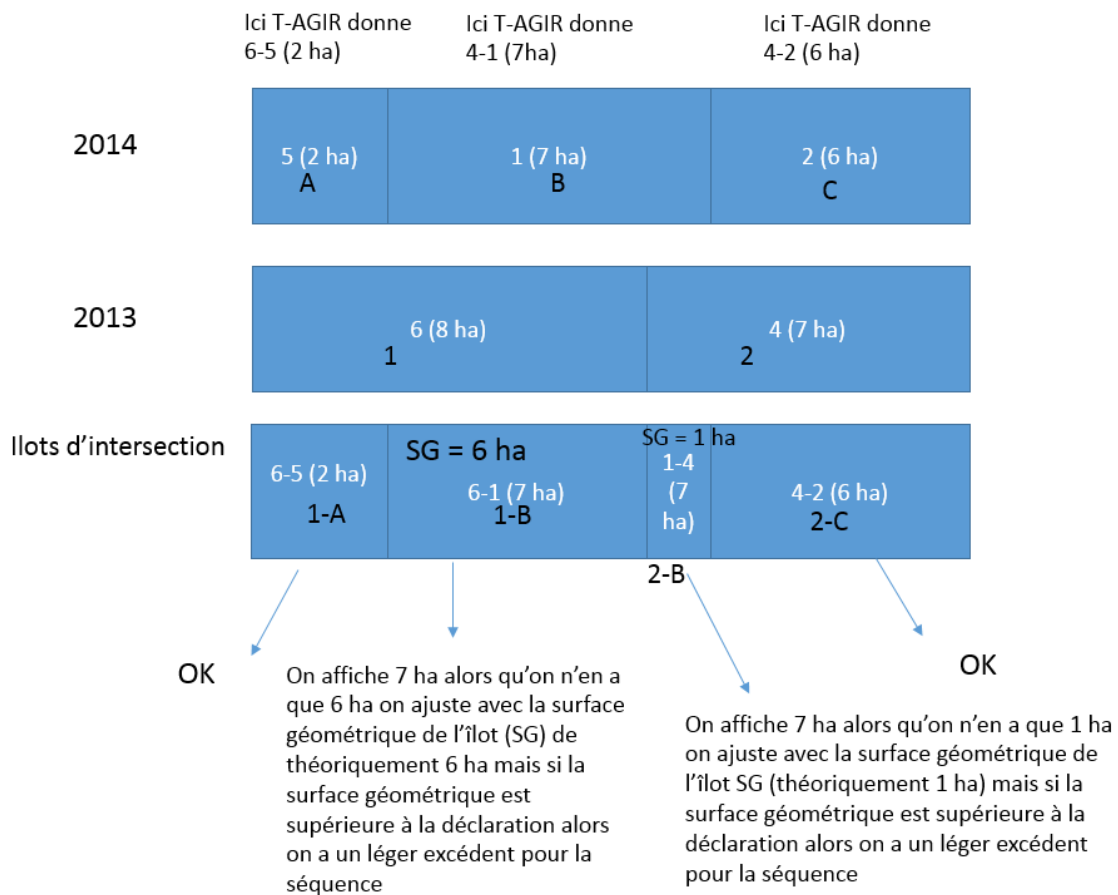 Ici T-AGIR donne
6-5 (2 ha)
Ici T-AGIR donne
4-1 (7ha)
Ici T-AGIR donne
4-2 (6 ha)
2014
5 (2 ha)
A
1 (7 ha)
B
2 (6 ha)
C
2013
6 (8 ha)
1
4 (7 ha)
2
Ilots d’intersection
6-5 (2 ha)
1-A
SG = 6 ha
6-1 (7 ha)
1-B
SG = 1 ha
1-4
(7
ha)
2-B
4-2 (6 ha)
2-C
OK
On affiche 7 ha alors qu’on n’en a
que 6 ha on ajuste avec la surface
géométrique de l’îlot (SG) de
théoriquement 6 ha mais si la
surface géométrique est
supérieure à la déclaration alors
on a un léger excédent pour la
séquence
On affiche 7 ha alors qu’on n’en a que 1 ha
on ajuste avec la surface géométrique de
l’îlot SG (théoriquement 1 ha) mais si la
surface géométrique est supérieure à la
déclaration alors on a un léger excédent
pour la séquence
OK